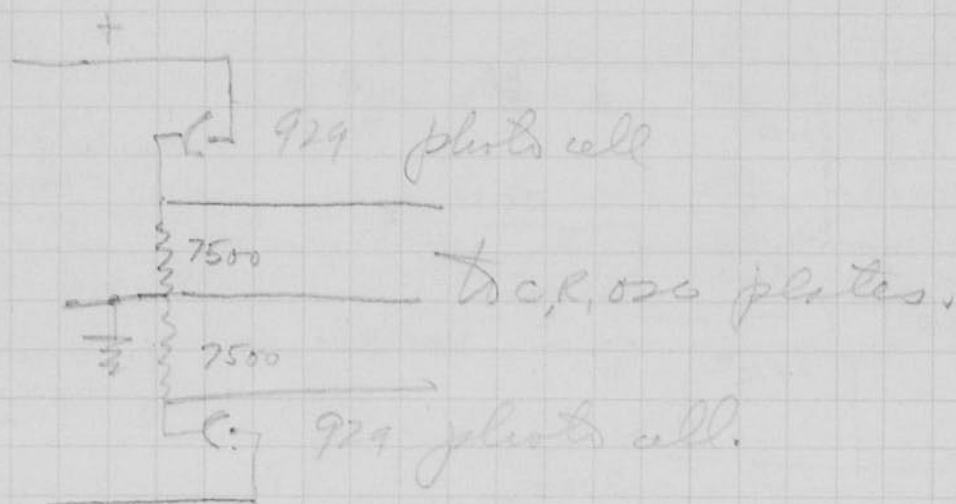 +
929 photo cell
7500
to C.R. osc plates.
7500
929 photo cell.